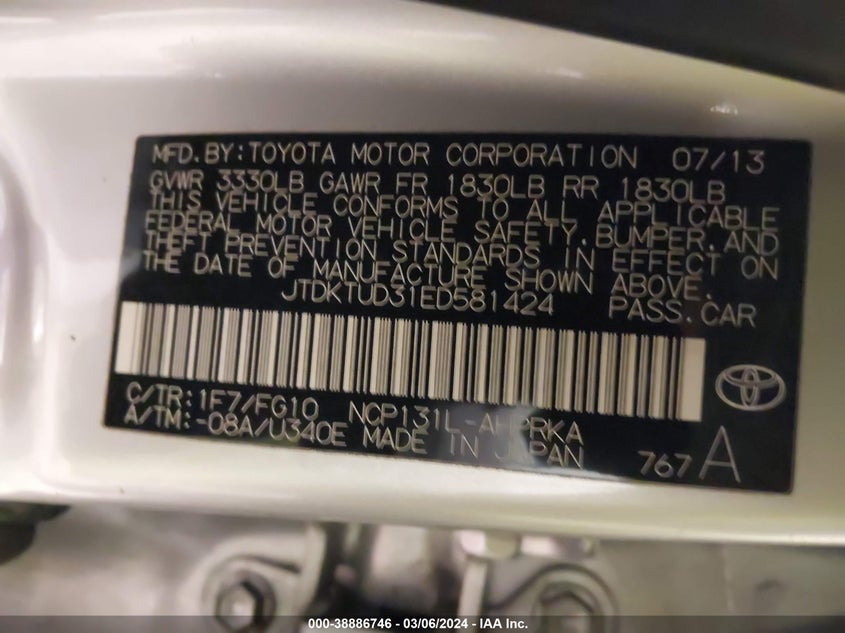 MFD.BY:TOYOTA MOTOR CORPORATION 07/13
GVWR 3330LB GAWR FR 1830LB RR 1830LB
THIS VEHICLE CONFORMS TO ALL APPLICABLE
FEDERAL MOTOR VEHICLE SAFETY,BUMPER,AND
THEFT PREVENTION STANDARDS IN EFFECT ON
THE DATE OF MANUFACTURE SHOWN ABOVE.
JTDKTUD31ED581424 PASS.CAR
C/TR:1F7/FG10 NCP131L-AHPRKA
A/TM:-08A/U340E MADE IN JAPAN 767A
000-38886746 - 03/06/2024 - IAA Inc.